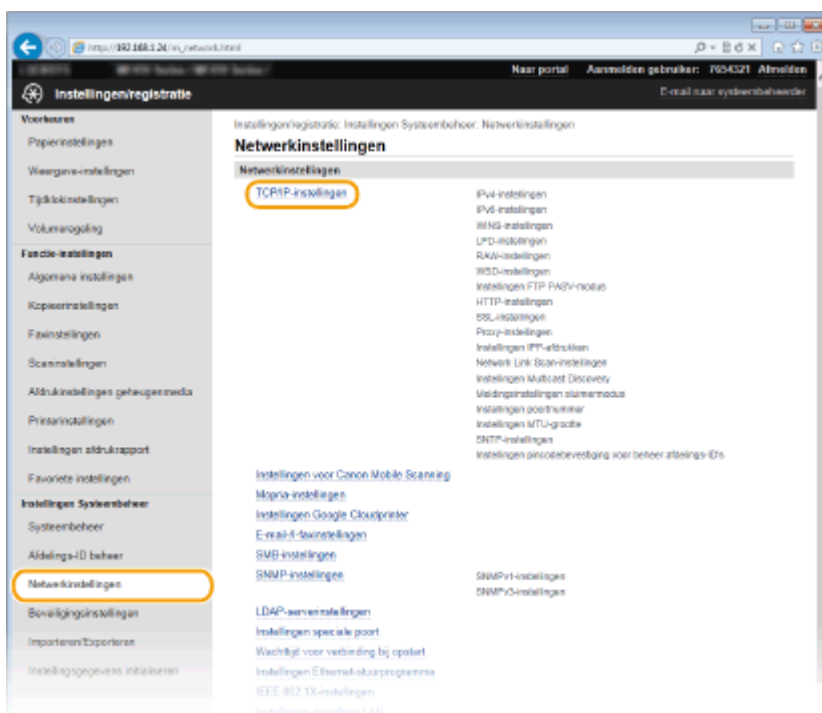 http://192.168.1.24/m_network.html
Naar portal Aanmelden gebruiker: 7654321 Afmelden
Instellingen/registratie
E-mail naar systeembeheerder
Voorkeuren
Papierinstellingen
Weergave-instellingen
Tijdklokinstellingen
Volumeregeling
Functie-instellingen
Algemene instellingen
Kopieerinstellingen
Faxinstellingen
Scaninstellingen
Afdrukinstellingen geheugenmedia
Printerinstellingen
Instellingen afdrukrapport
Favoriete instellingen
Instellingen Systeembeheer
Systeembeheer
Afdelings-ID beheer
Netwerkinstellingen
Beveiligingsinstellingen
Importeren/Exporteren
Instellingsgegevens initialiseren
Instellingen/registratie: Instellingen Systeembeheer: Netwerkinstellingen
Netwerkinstellingen
Netwerkinstellingen
TCP/IP-instellingen
IPv4-instellingen
IPv6-instellingen
WINS-instellingen
LPD-instellingen
RAW-instellingen
WSD-instellingen
Instellingen FTP PASV-modus
HTTP-instellingen
SSL-instellingen
Proxy-instellingen
Instellingen IPP-afdrukken
Network Link Scan-instellingen
Instellingen Multicast Discovery
Meldingsinstellingen sluimermodus
Instellingen poortnummer
Instellingen MTU-grootte
SNTP-instellingen
Instellingen pincodebevestiging voor beheer afdelings-ID's
Instellingen voor Canon Mobile Scanning
Mopria-instellingen
Instellingen Google Cloudprinter
E-mail-/I-faxinstellingen
SMB-instellingen
SNMP-instellingen
SNMPv1-instellingen
SNMPv3-instellingen
LDAP-serverinstellingen
Instellingen speciale poort
Wachttijd voor verbinding bij opstart
Instellingen Ethernet-stuurprogramma
IEEE 802.1X-instellingen